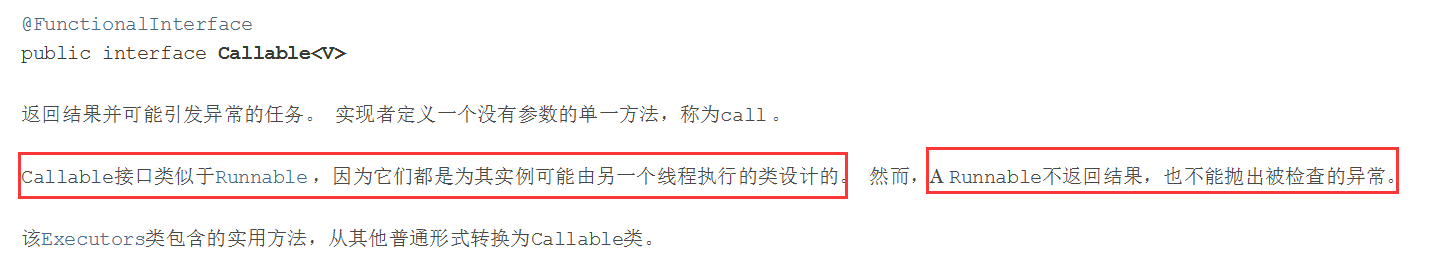 @FunctionalInterface
public interface Callable<V>
返回结果并可能引发异常的任务。 实现者定义一个没有参数的单一方法，称为call 。
Callable接口类似于Runnable ，因为它们都是为其实例可能由另一个线程执行的类设计的。 然而，A Runnable不返回结果，也不能抛出被检查的异常。
该Executors类包含的实用方法，从其他普通形式转换为Callable类。